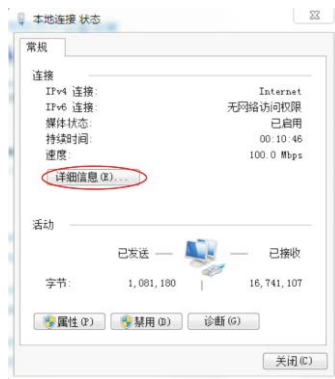 本地连接 状态
常规
连接
IPv4 连接: Internet
IPv6 连接: 无网络访问权限
媒体状态: 已启用
持续时间: 00:10:46
速度: 100.0 Mbps
详细信息(E)...
活动
已发送 — — 已接收
字节: 1,081,180 | 16,741,107
属性(P) 禁用(D) 诊断(G)
关闭(C)